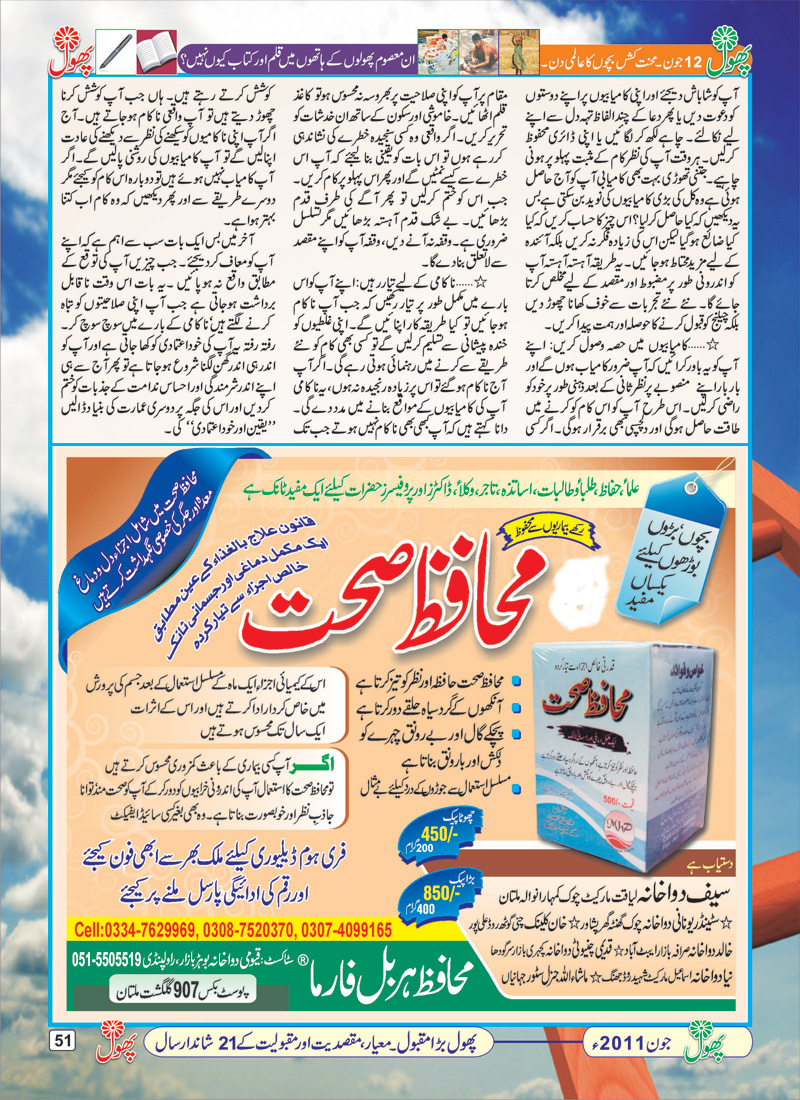 پھول
12 جون۔ محنت کش بچوں کا عالمی دن۔
ان معصوم پھولوں کے ہاتھوں میں قلم اور کتاب کیوں نہیں؟
پھول
آپ کو شاباش دیجئے اور اپنی کامیابیوں پر اپنے دوستوں
کو دعوت دیں یا پھر دعا کے چند الفاظ تہہ دل سے اپنے
لیے نکالئے۔ چاہے لکھ کر لگائیں یا اپنی ڈائری محفوظ
کرلیں۔ ہر وقت آپ کی نظر کام کے مثبت پہلو پر ہونی
چاہیے۔ جتنی تھوڑی بہت بھی کامیابی آپ کو آج حاصل
ہوئی ہے وہ کل کی بڑی کامیابیوں کی نوید بن سکتی ہے بس
یہ دیکھیں کہ کیا حاصل کرلیا؟ اس چیز کا حساب کریں کہ کیا
کیا ضائع ہو گیا لیکن اس کی زیادہ فکر نہ کریں بلکہ آئندہ
کے لیے مزید محتاط ہو جائیں۔ یہ طریقہ آہستہ آہستہ آپ
کو اندرونی طور پر مضبوط اور مقصد کے لیے مخلص کرتا
جائے گا۔ نئے نئے تجربات سے خوف کھانا چھوڑ دیں
بلکہ چیلنج کو قبول کرنے کا حوصلہ اور ہمت پیدا کریں۔
☆……کامیابیوں میں حصہ وصول کریں: اپنے
آپ کو یہ باور کرائیں کہ آپ ضرور کامیاب ہوں گے اور
بار بار اپنے منصوبے پر نظر ثانی کے بعد ذہنی طور پر خود کو
راضی کرلیں۔ اس طرح آپ کو اس کام کو کرنے میں
طاقت حاصل ہو گی اور دلچسپی بھی برقرار ہو گی۔ اگر کسی
مقام پر آپ کو اپنی صلاحیت پر بھروسہ نہ محسوس ہو تو کاغذ
قلم اٹھائیں۔ خاموشی اور سکون کے ساتھ ان خدشات کو
تحریر کریں۔ اگر واقعی وہ کسی سنجیدہ خطرے کی نشاندہی
کر رہے ہوں تو اس بات کو یقینی بنا لیجئے کہ آپ اس
خطرے سے کیسے نمٹیں گے اور پھر اس پہلو پر کام کریں۔
جب اس کو ختم کرلیں تو پھر آگے کی طرف قدم
بڑھائیں۔ بے شک قدم آہستہ بڑھائیں مگر تسلسل
ضروری ہے۔ وقفہ نہ آنے دیں، وقفہ آپ کو اپنے مقصد
سے لاتعلق بنا دے گا۔
☆……ناکامی کے لیے تیار رہیں: اپنے آپ کو اس
بارے میں مکمل طور پر تیار رکھیں کہ جب آپ ناکام
ہو جائیں تو کیا طریقہ کار اپنائیں گے۔ اپنی غلطیوں کو
خندہ پیشانی سے تسلیم کرلیں گے تو کسی بھی کام کو نئے
طریقے سے کرنے میں رہنمائی ہوتی رہے گی۔ اگر آپ
آج ناکام ہو گئے تو اس پر زیادہ رنجیدہ نہ ہوں، یہ ناکامی
آپ کی کامیابیوں کے مواقع بنانے میں مدد دے گی۔
دانا کہتے ہیں کہ آپ کبھی بھی ناکام نہیں ہوتے جب تک
کوشش کرتے رہتے ہیں۔ ہاں جب آپ کوشش کرنا
چھوڑ دیتے ہیں تو آپ واقعی ناکام ہو جاتے ہیں۔ آج
اگر آپ اپنی ناکامیوں کو سیکھنے کی نظر سے دیکھنے کی عادت
اپنا لیں گے تو آپ کامیابیوں کی روشنی پالیں گے۔ اگر
آپ کامیاب نہیں ہوئے ہیں تو دوبارہ اس کام کو کیجئے مگر
دوسرے طریقے سے اور پھر دیکھیں کہ وہ کام اب کتنا
بہتر ہوا ہے۔
آخر میں بس ایک بات سب سے اہم ہے کہ اپنے
آپ کو معاف کر دیجئے۔ جب چیزیں آپ کی توقع کے
مطابق واقع نہ ہو پائیں۔ یہ بات اس وقت ناقابل
برداشت ہو جاتی ہے جب آپ اپنی صلاحیتوں کو تباہ
کرنے لگتے ہیں ناکامی کے بارے میں سوچ سوچ کر۔
رفتہ رفتہ یہ آپ کی خود اعتمادی کو کھا جاتی ہے اور آپ کو
اندر ہی اندر گھن لگنا شروع ہو جاتا ہے تو پھر آج سے ہی
اپنے اندر شرمندگی اور احساس ندامت کے جذبات کو ختم
کردیں اور اس کی جگہ پر دوسری عمارت کی بنیاد ڈالیں
”یقین اور خود اعتمادی“ کی۔
علماؑ حفاظ، طلباؑ و طالبات، اساتذہ، تاجر، وکلاؑ، ڈاکٹرز اور پروفیسرز حضرات کیلئے ایک مفید ٹانک ہے
محافظ صحت میں شامل اجزاء دل و دماغ
معدہ اور جگر کی خصوصی نگہداشت کرتے ہیں
بچوں، بڑوں
بوڑھوں کیلئے
یکساں
مفید
رکھے بیماریوں سے محفوظ
قانون علاج بالغذاء کے عین مطابق
ایک مکمل دماغی اور جسمانی ٹانک
خالص اجزاء سے تیار کردہ
محافظ صحت
محافظ صحت حافظہ اور نظر کو تیز کرتا ہے
آنکھوں کے گرد سیاہ حلقے دور کرتا ہے
پچکے گال اور بے رونق چہرے کو
دلکش اور بارونق بناتا ہے
مسلسل استعمال سے جوڑوں کے درد کیلئے بے مثال
اس کے کیمیائی اجزاء ایک ماہ کے مسلسل استعمال کے بعد جسم کی پرورش
میں خاص کردار ادا کرتے ہیں اور اس کے اثرات
ایک سال تک محسوس ہوتے ہیں
اگر آپ کسی بیماری کے باعث کمزوری محسوس کرتے ہیں
تو محافظ صحت کا استعمال آپ کی اندرونی خرابیوں کو دور کرکے آپ کو صحت مند توانا
جاذب نظر اور خوبصورت بناتا ہے۔ وہ بھی بغیر کسی سائیڈ ایفیکٹ
قدرتی خالص اجزاء سے تیار کردہ
محافظ صحت
قیمت -/500
MHP
خواص و فوائد
چھوٹا پیک
450/-
200 گرام
بڑا پیک
850/-
400 گرام
فری ہوم ڈیلیوری کیلئے ملک بھر سے ابھی فون کیجئے
اور رقم کی ادائیگی پارسل ملنے پر کیجئے
Cell:0334-7629969, 0308-7520370, 0307-4099165
دستیاب ہے
سیف دواخانہ لیاقت مارکیٹ چوک کمہارانوالہ ملتان
☆سٹینڈرڈ یونانی دواخانہ چوک گھنٹہ گھر پشاور ☆خان کلینک چٹی گوٹھ روڈ علی پور
خالد دواخانہ صرافہ بازار ایبٹ آباد ☆قدیمی چنیوٹی دواخانہ کچہری بازار سرگودھا
نیا دواخانہ اسماعیل مارکیٹ شہید روڈ جھنگ ☆ماشاء اللہ جنرل سٹور جہانیاں
محافظ ہربل فارما ®
سٹاکسٹ: قیومی دواخانہ بوہڑ بازار، راولپنڈی 051-5505519
پوسٹ بکس 907 گلگشت ملتان
پھول
جون 2011ء
پھول بڑا مقبول۔ معیار، مقصدیت اور مقبولیت کے 21 شاندار سال
پھول
51